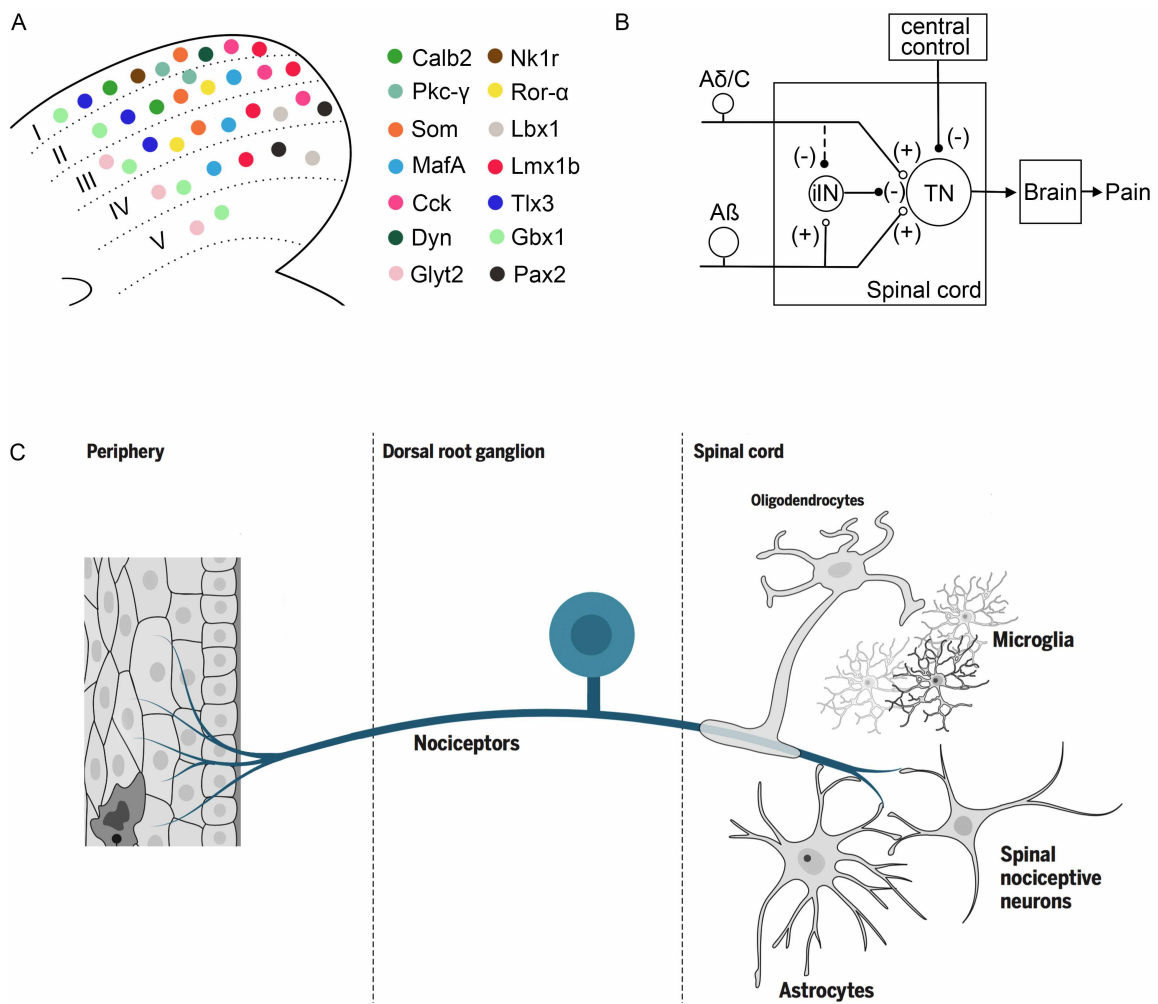 A
I
II
III
IV
V
Calb2
Nk1r
Pkc-γ
Ror-α
Som
Lbx1
MafA
Lmx1b
Cck
Tlx3
Dyn
Gbx1
Glyt2
Pax2
B
central
control
Aδ/C
(-)
(+)
(-)
iIN
(-)
TN
Brain
Pain
Aß
(+)
(+)
Spinal cord
C
Periphery
Dorsal root ganglion
Spinal cord
Oligodendrocytes
Microglia
Nociceptors
Spinal
nociceptive
neurons
Astrocytes